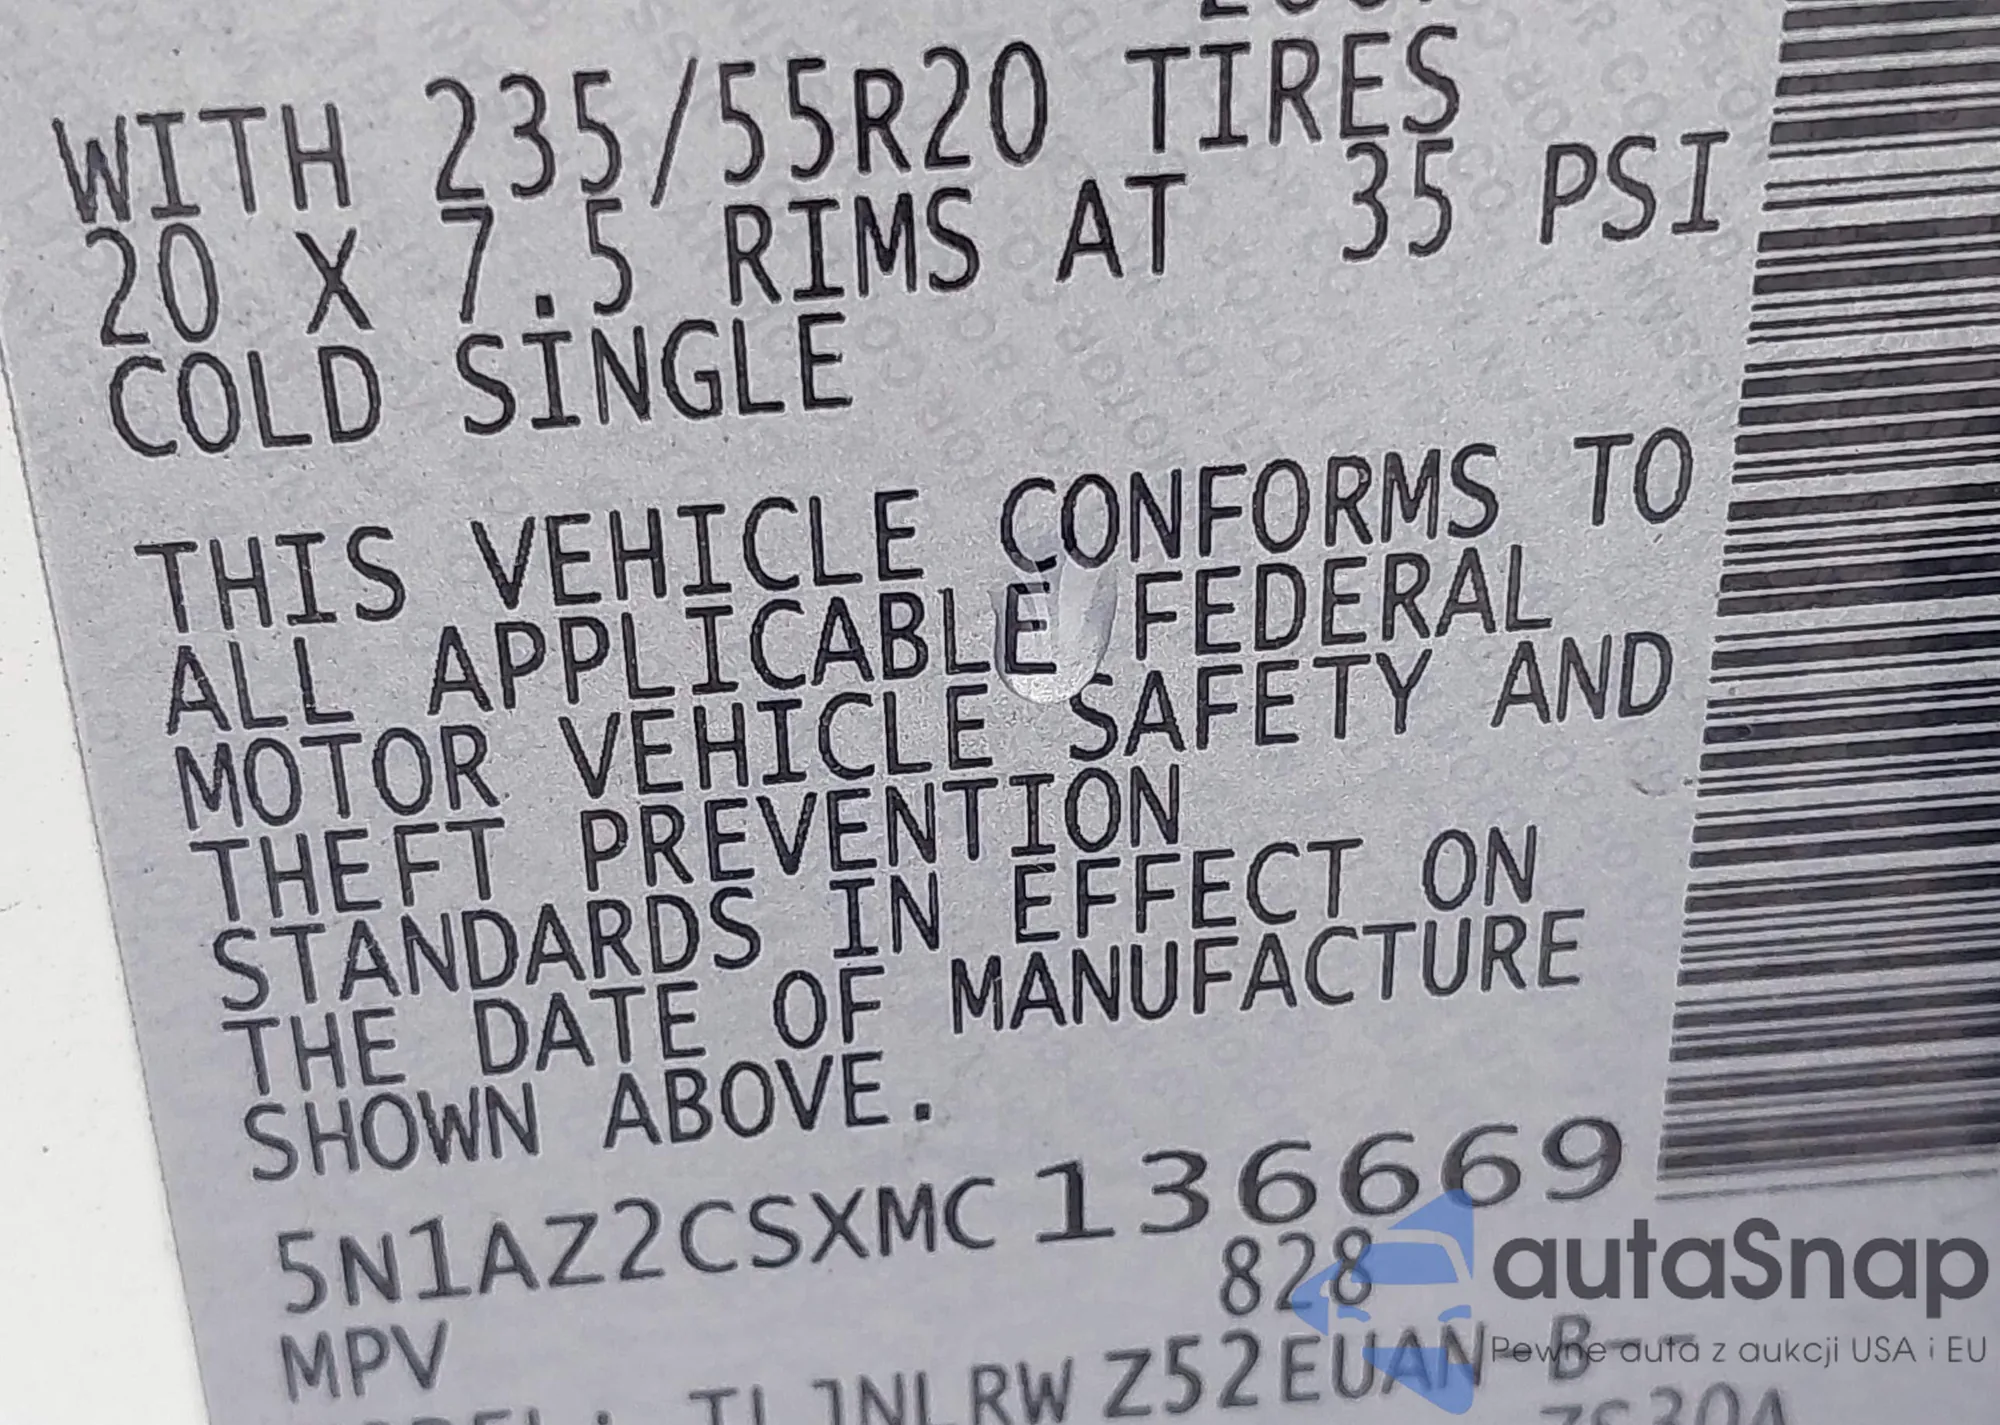 WITH 235/55R20 TIRES
20 X 7.5 RIMS AT 35 PSI
COLD SINGLE
THIS VEHICLE CONFORMS TO
ALL APPLICABLE FEDERAL
MOTOR VEHICLE SAFETY AND
THEFT PREVENTION
STANDARDS IN EFFECT ON
THE DATE OF MANUFACTURE
SHOWN ABOVE.
5N1AZ2CSXMC136669
828
MPV
Z52EUAN-B--
autaSnap
Pewne auta z aukcji USA i EU